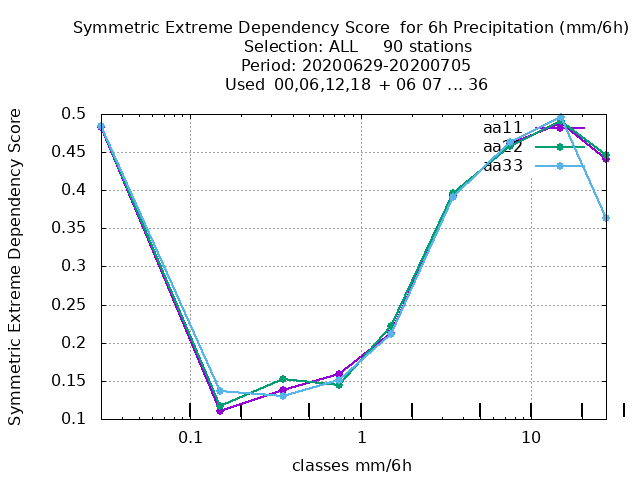 Symmetric Extreme Dependency Score  for 6h Precipitation (mm/6h)
Selection: ALL     90 stations
Period: 20200629-20200705
Used  00,06,12,18 + 06 07 ... 36
Symmetric Extreme Dependency Score
0.5
0.45
0.4
0.35
0.3
0.25
0.2
0.15
0.1
aa11
aa22
aa33
0.1
1
10
classes mm/6h